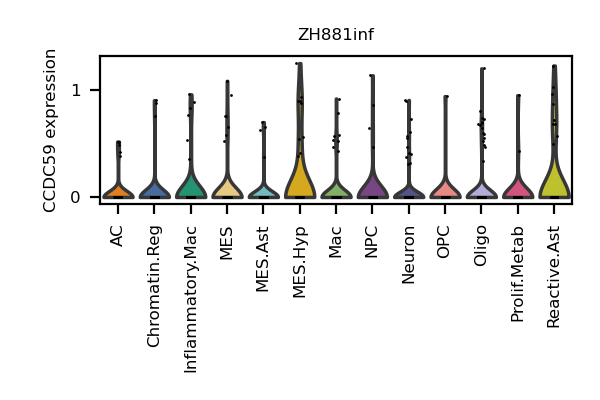 ZH881inf
CCDC59 expression
1
0
AC
Chromatin.Reg
Inflammatory.Mac
MES
MES.Ast
MES.Hyp
Mac
NPC
Neuron
OPC
Oligo
Prolif.Metab
Reactive.Ast